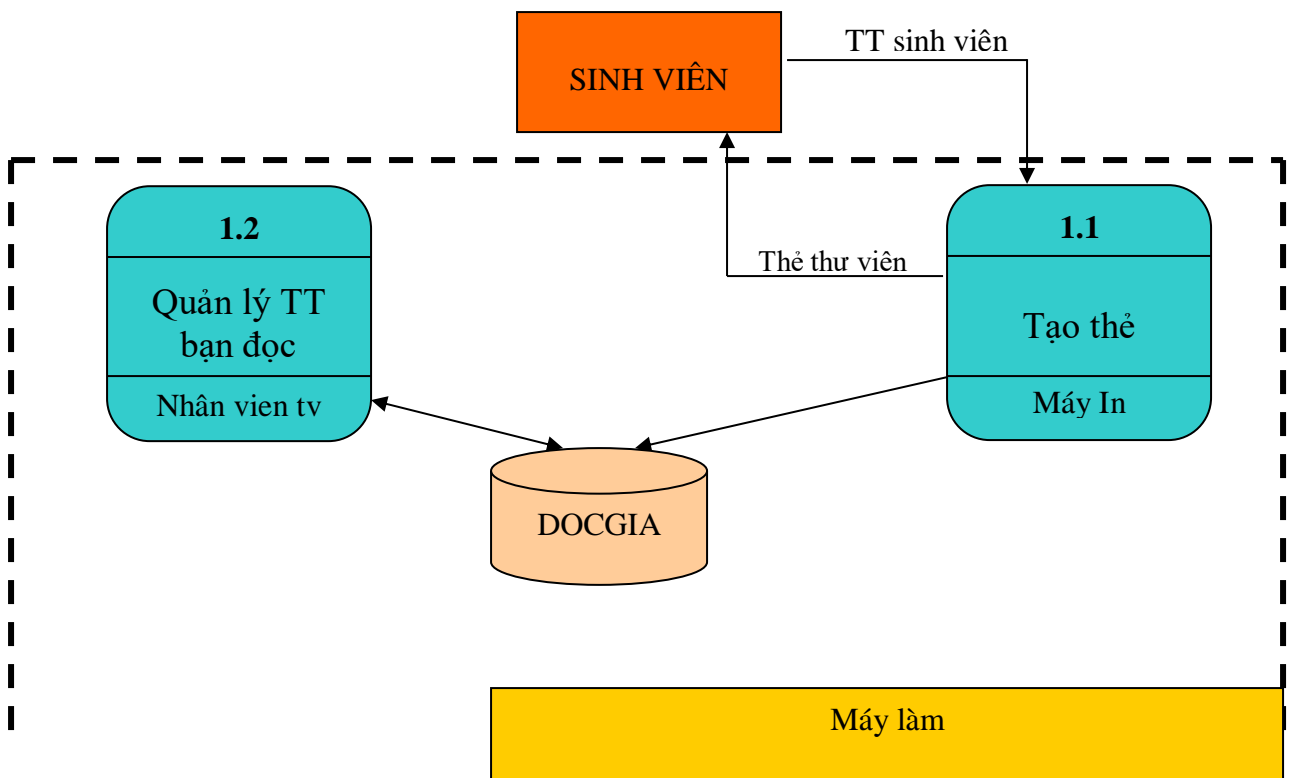 TT sinh viên
SINH VIÊN
1.2
Quản lý TT
bạn đọc
Nhân vien tv
Thẻ thư viên
1.1
Tạo thẻ
Máy In
DOCGIA
Máy làm